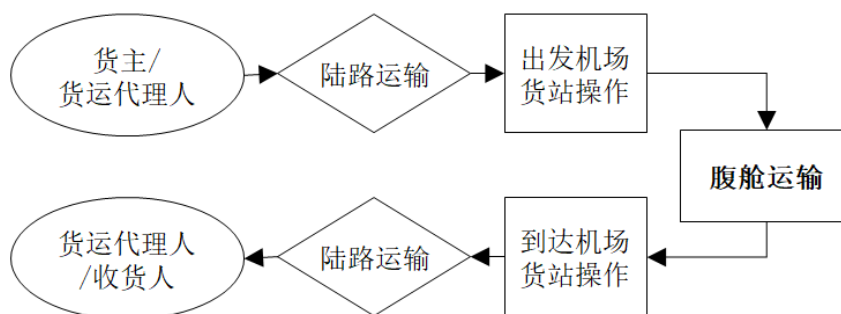 货主/
货运代理人
陆路运输
出发机场
货站操作
腹舱运输
到达机场
货站操作
陆路运输
货运代理人
/收货人